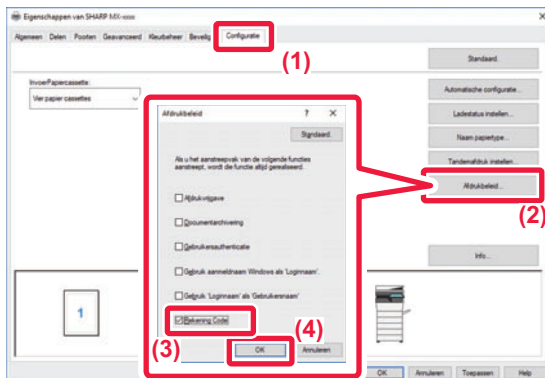 Eigenschappen van SHARP MX-xxxx
Algemeen Delen Poorten Geavanceerd Kleurbeheer Beveilig Configuratie
(1)
Standaard
InvoerPapiercassette:
Vier papier cassettes
Automatische configuratie...
Ladestatus instellen...
Naam papiertype...
Tandemafdruk instellen...
Afdrukbeleid...
(2)
Info...
Afdrukbeleid ? X
Standaard
Als u het aanstreepvak van de volgende functies
aanstreept, wordt de functie altijd gerealiseerd.
Afdrukvrijgave
Documentarchivering
Gebruikersauthenticatie
Gebruik aanmeldnaam Windows als 'Loginnaam'.
Gebruik 'Loginnaam' als 'Gebruikersnaam'
Rekening Code
(3)
(4)
OK Annuleren
1
OK Annuleren Toepassen Help